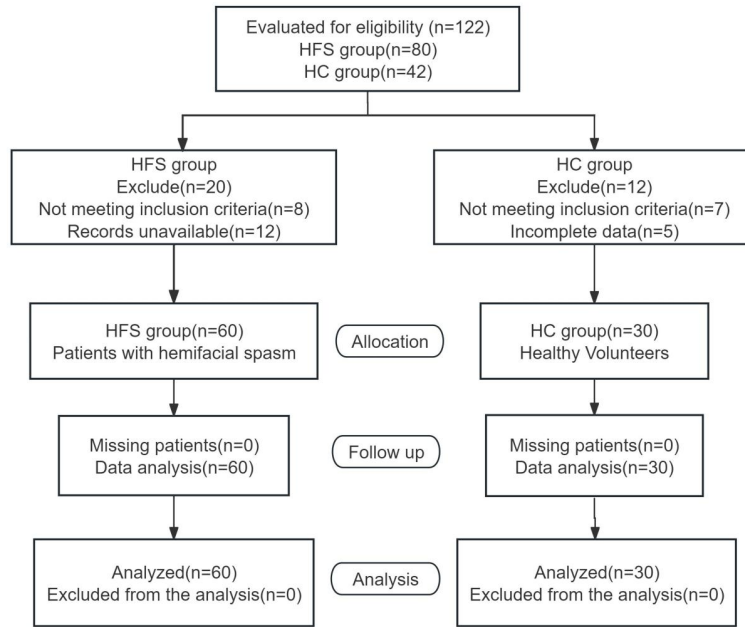 Evaluated for eligibility (n=122)
HFS group(n=80)
HC group(n=42)
HFS group
Exclude(n=20)
Not meeting inclusion criteria(n=8)
Records unavailable(n=12)
HC group
Exclude(n=12)
Not meeting inclusion criteria(n=7)
Incomplete data(n=5)
HFS group(n=60)
Patients with hemifacial spasm
Allocation
HC group(n=30)
Healthy Volunteers
Missing patients(n=0)
Data analysis(n=60)
Follow up
Missing patients(n=0)
Data analysis(n=30)
Analyzed(n=60)
Excluded from the analysis(n=0)
Analysis
Analyzed(n=30)
Excluded from the analysis(n=0)